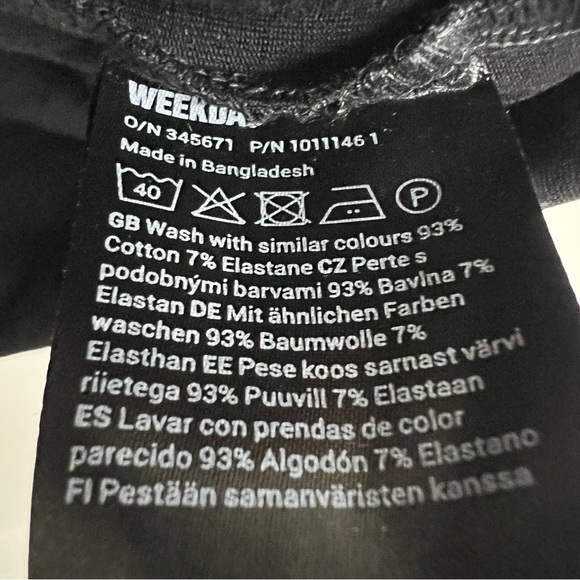 WEEKDA
O/N 345671 P/N 1011146 1
Made in Bangladesh
40 P
GB Wash with similar colours 93%
Cotton 7% Elastane CZ Perte s
podobnými barvami 93% Bavlna 7%
Elastan DE Mit ähnlichen Farben
waschen 93% Baumwolle 7%
Elasthan EE Pese koos sarnast värvi
riietega 93% Puuvill 7% Elastaan
ES Lavar con prendas de color
parecido 93% Algodón 7% Elastano
FI Pestään samanväristen kanssa